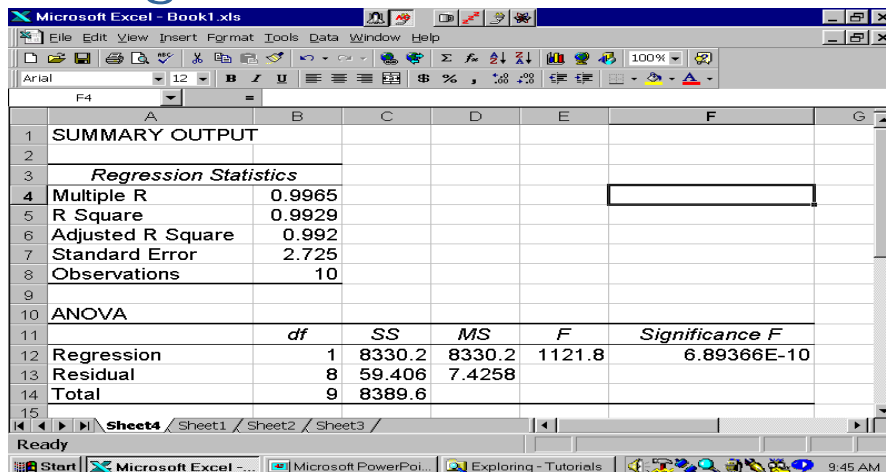 Microsoft Excel - Book1.xls
File Edit View Insert Format Tools Data Window Help
100%
Arial 12 B I U $ % ,
F4 =
A B C D E F G
1 SUMMARY OUTPUT
2
3 Regression Statistics
4 Multiple R 0.9965
5 R Square 0.9929
6 Adjusted R Square 0.992
7 Standard Error 2.725
8 Observations 10
9
10 ANOVA
11 df SS MS F Significance F
12 Regression 1 8330.2 8330.2 1121.8 6.89366E-10
13 Residual 8 59.406 7.4258
14 Total 9 8389.6
15
Sheet4 Sheet1 Sheet2 Sheet3
Ready
Start Microsoft Excel -... Microsoft PowerPoi... Exploring - Tutorials 9:45 AM